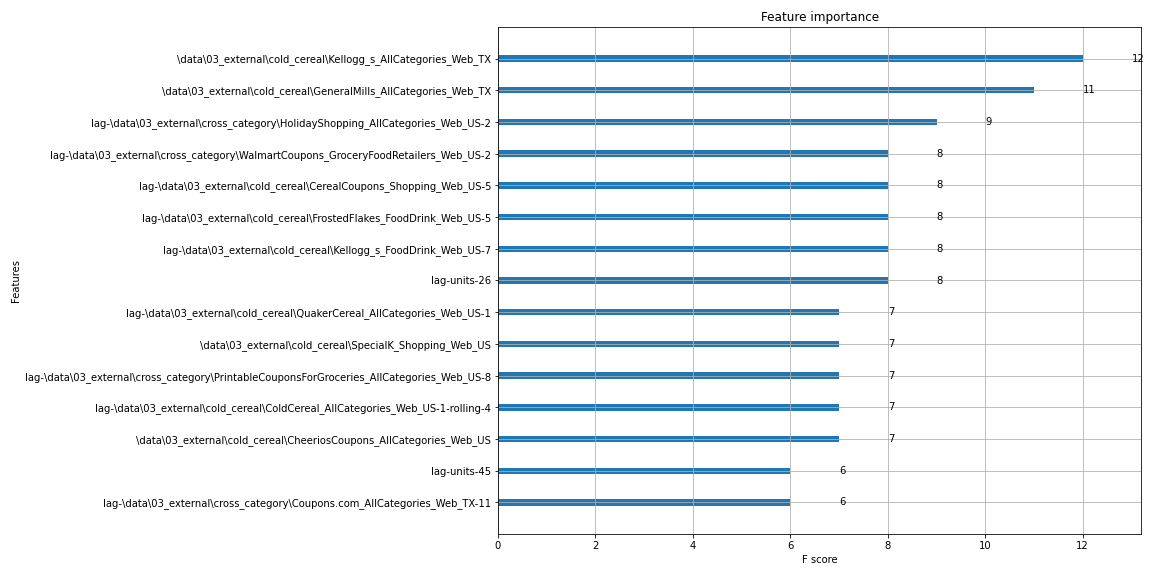 Feature importance
\data\03_external\cold_cereal\Kellogg_s_AllCategories_Web_TX 12
\data\03_external\cold_cereal\GeneralMills_AllCategories_Web_TX 11
lag-\data\03_external\cross_category\HolidayShopping_AllCategories_Web_US-2 9
lag-\data\03_external\cross_category\WalmartCoupons_GroceryFoodRetailers_Web_US-2 8
lag-\data\03_external\cold_cereal\CerealCoupons_Shopping_Web_US-5 8
lag-\data\03_external\cold_cereal\FrostedFlakes_FoodDrink_Web_US-5 8
lag-\data\03_external\cold_cereal\Kellogg_s_FoodDrink_Web_US-7 8
lag-units-26 8
lag-\data\03_external\cold_cereal\QuakerCereal_AllCategories_Web_US-1 7
\data\03_external\cold_cereal\SpecialK_Shopping_Web_US 7
lag-\data\03_external\cross_category\PrintableCouponsForGroceries_AllCategories_Web_US-8 7
lag-\data\03_external\cold_cereal\ColdCereal_AllCategories_Web_US-1-rolling-4 7
\data\03_external\cold_cereal\CheeriosCoupons_AllCategories_Web_US 7
lag-units-45 6
lag-\data\03_external\cross_category\Coupons.com_AllCategories_Web_TX-11 6
Features
0 2 4 6 8 10 12
F score